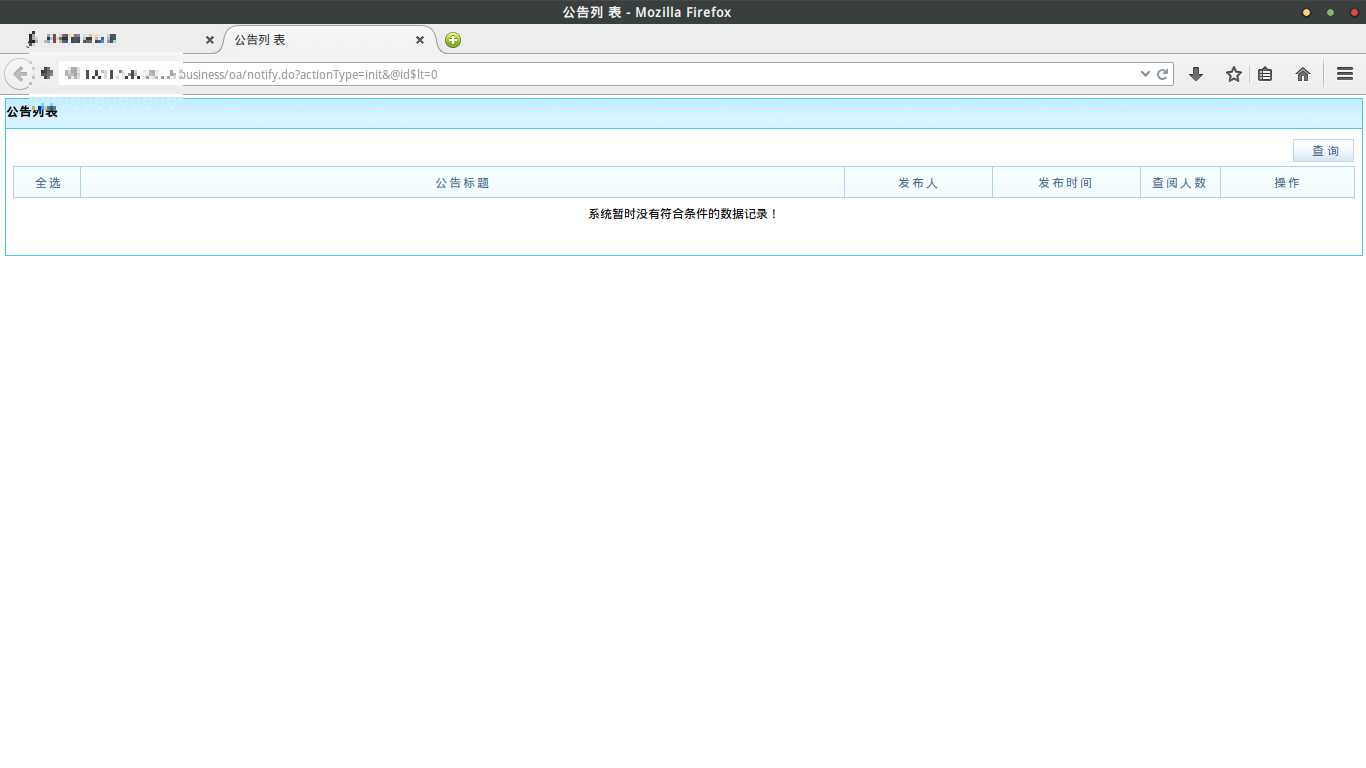 公告列 表 - Mozilla Firefox
公告列 表
business/oa/notify.do?actionType=init&@id$lt=0
公告列表
查 询
全选 公告标题 发布人 发布时间 查阅人数 操作
系统暂时没有符合条件的数据记录！